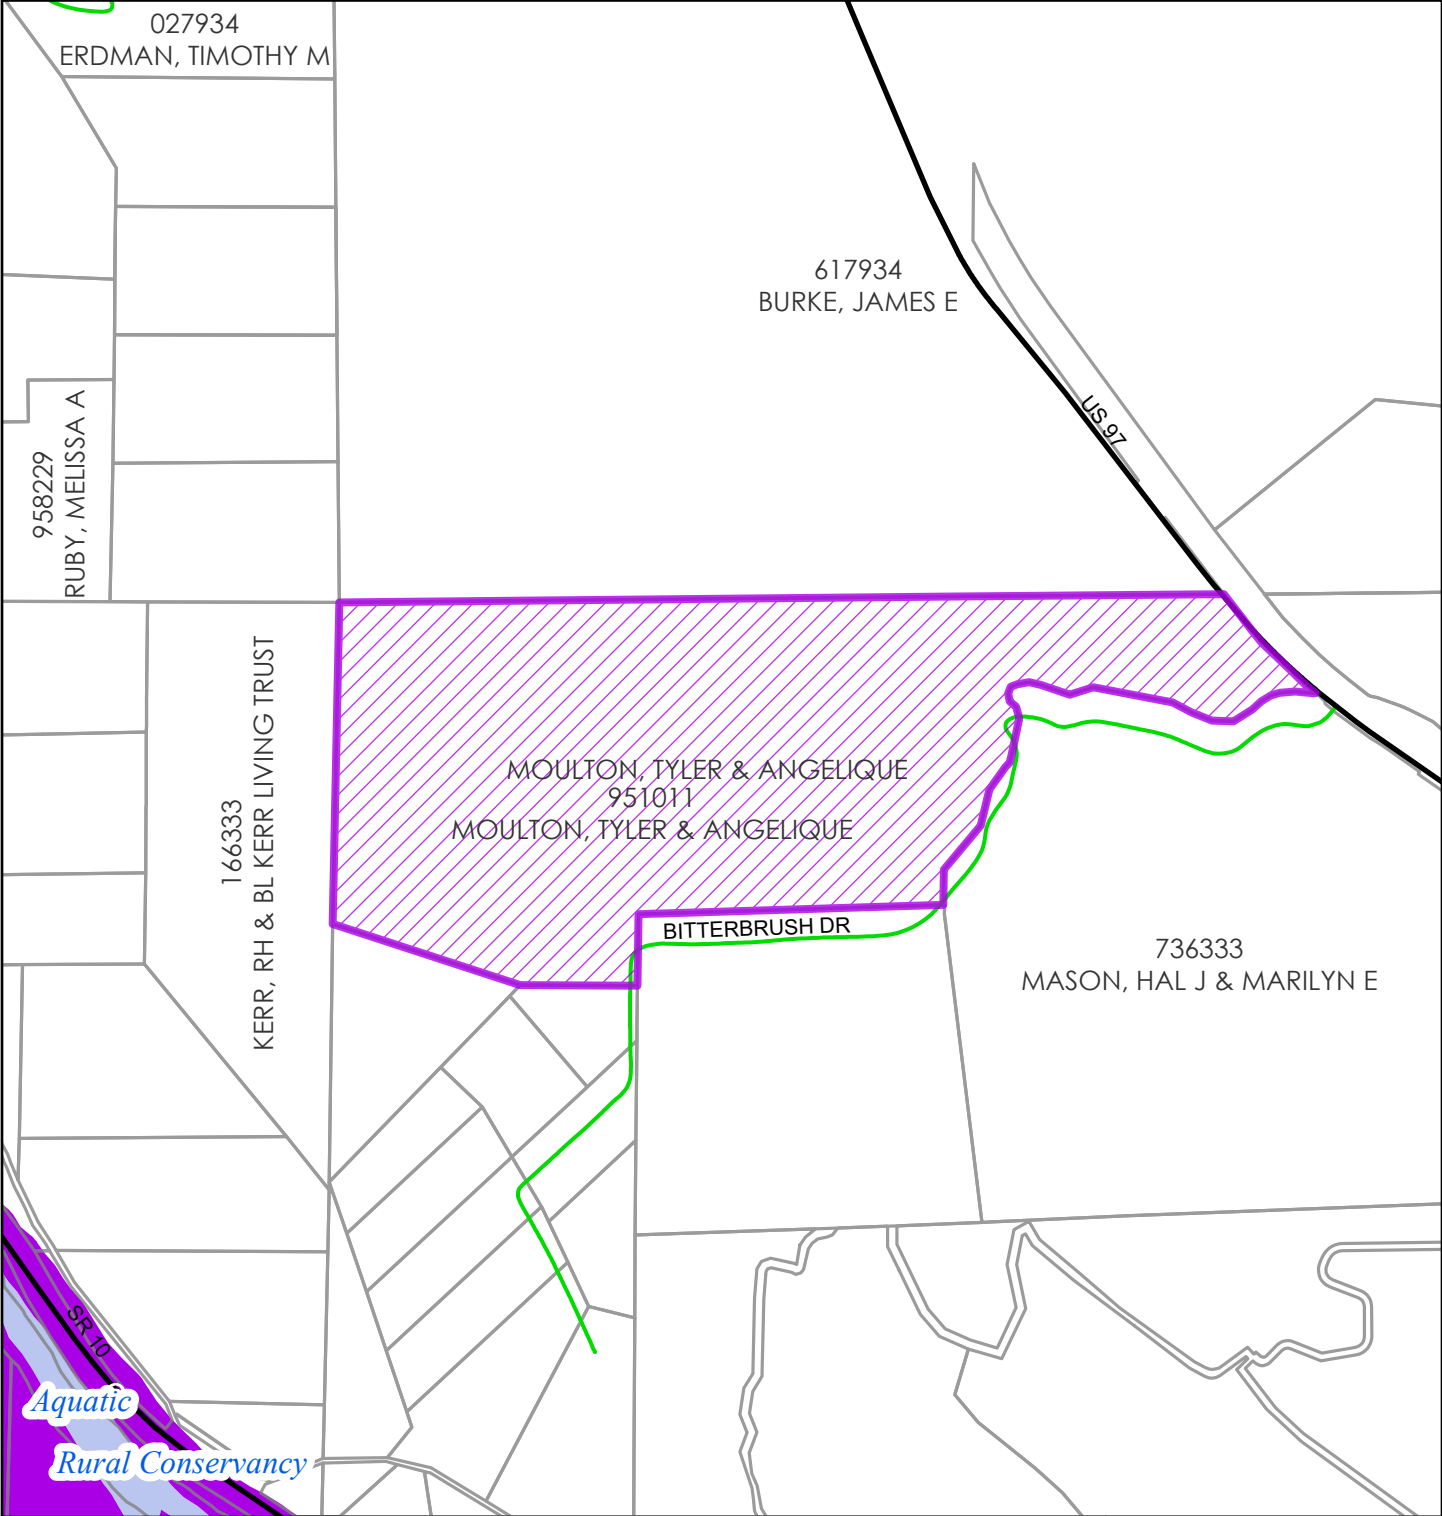 027934
ERDMAN, TIMOTHY M
617934
BURKE, JAMES E
US 97
958229
RUBY, MELISSA A
166333
KERR, RH & BL KERR LIVING TRUST
MOULTON, TYLER & ANGELIQUE
951011
MOULTON, TYLER & ANGELIQUE
BITTERBRUSH DR
736333
MASON, HAL J & MARILYN E
SR 10
Aquatic
Rural Conservancy